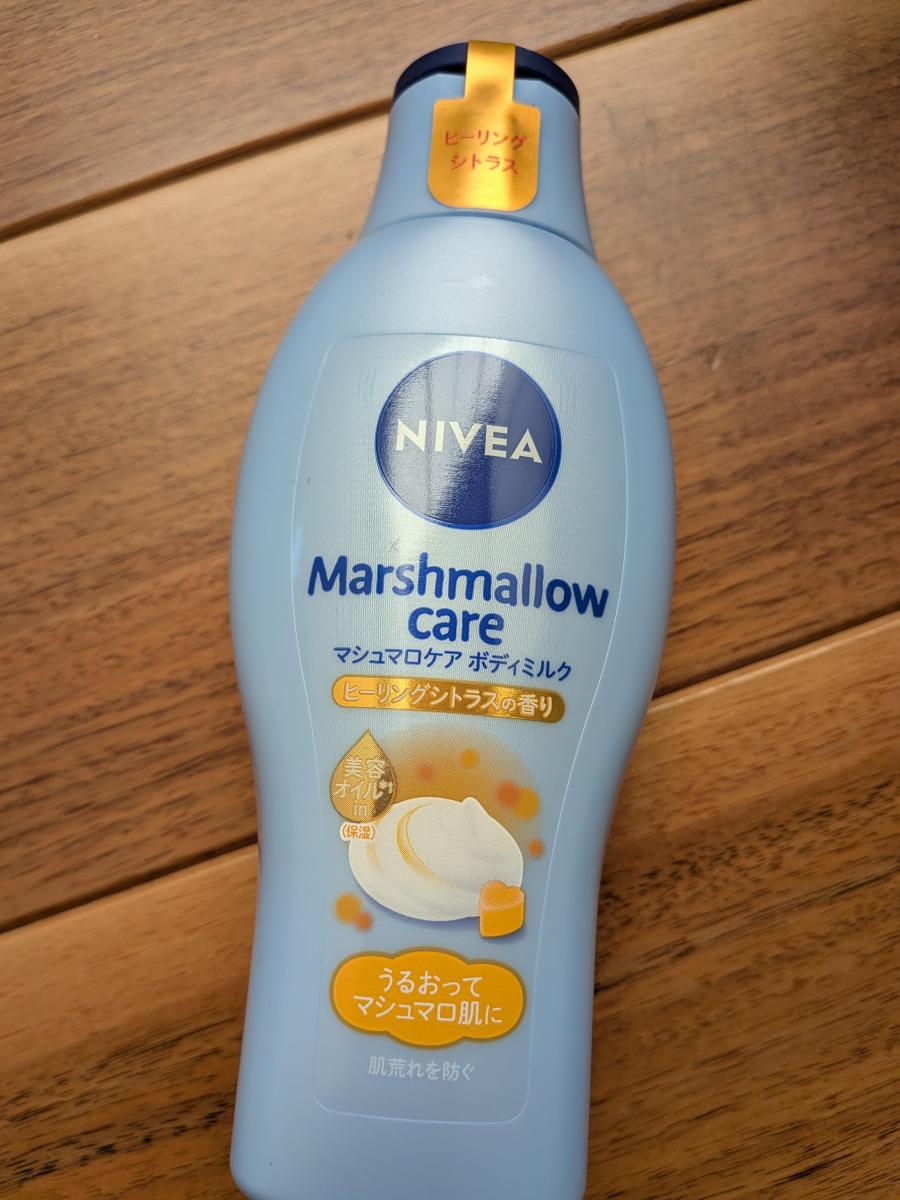 ヒーリング
シトラス
NIVEA
Marshmallow
care
マシュマロケア ボディミルク
ヒーリングシトラスの香り
美容
オイル*1
in
(保湿)
うるおって
マシュマロ肌に
肌荒れを防ぐ